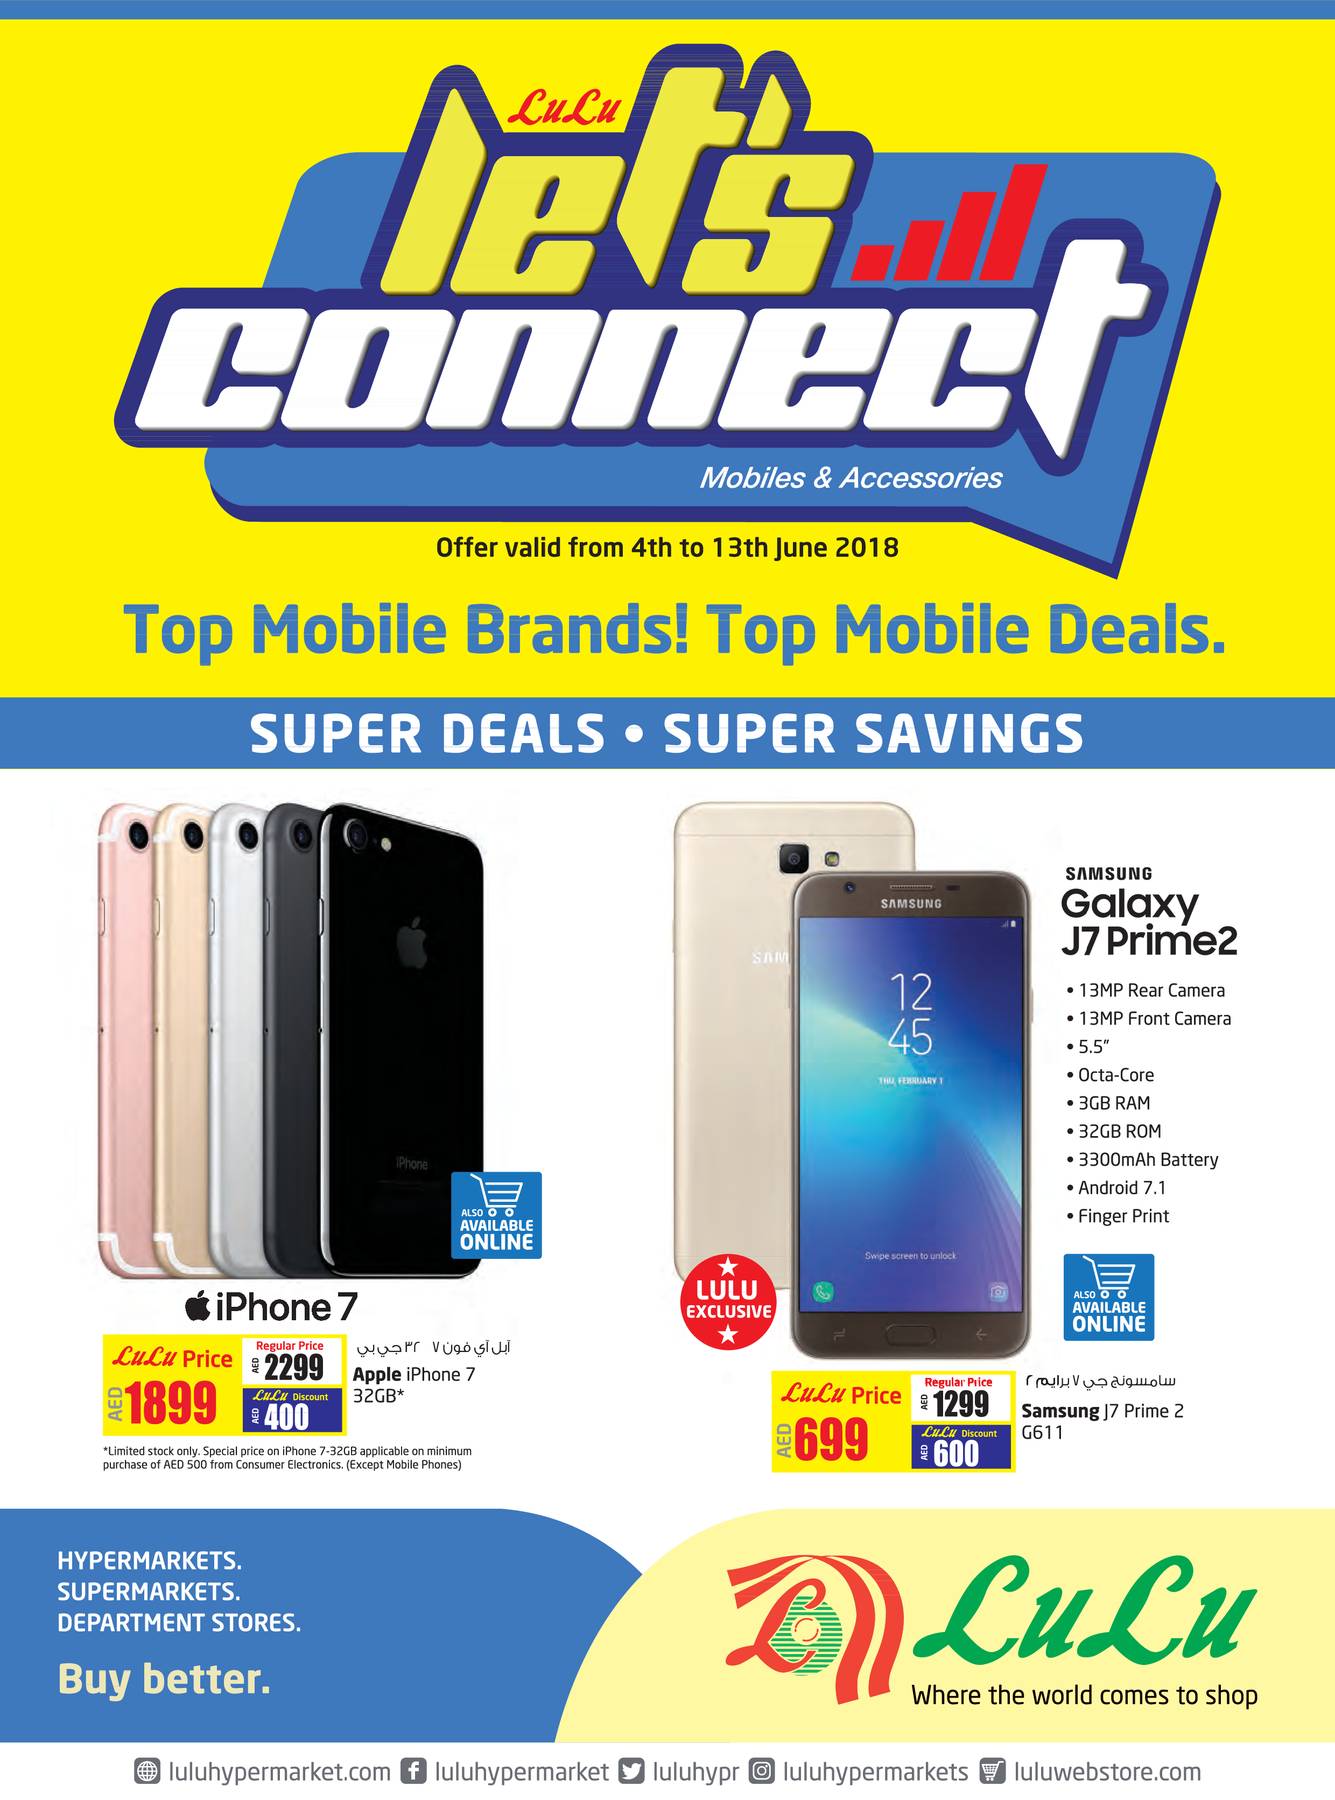 LuLu
let's
connect
Mobiles & Accessories
Offer valid from 4th to 13th June 2018
Top Mobile Brands! Top Mobile Deals.
SUPER DEALS • SUPER SAVINGS
iPhone
ALSO
AVAILABLE
ONLINE
iPhone 7
LuLu Price
AED 1899
Regular Price
AED 2299
LuLu Discount
AED 400
آبل آي فون ٧ ٣٢ جي بي
Apple iPhone 7
32GB*
*Limited stock only. Special price on iPhone 7-32GB applicable on minimum
purchase of AED 500 from Consumer Electronics. (Except Mobile Phones)
SAM
SAMSUNG
12
45
THU, FEBRUARY 1
Swipe screen to unlock
LULU
EXCLUSIVE
SAMSUNG
Galaxy
J7 Prime2
• 13MP Rear Camera
• 13MP Front Camera
• 5.5"
• Octa-Core
• 3GB RAM
• 32GB ROM
• 3300mAh Battery
• Android 7.1
• Finger Print
ALSO
AVAILABLE
ONLINE
LuLu Price
AED 699
Regular Price
AED 1299
LuLu Discount
AED 600
سامسونج جي ٧ برايم ٢
Samsung J7 Prime 2
G611
HYPERMARKETS.
SUPERMARKETS.
DEPARTMENT STORES.
Buy better.
L
LuLu
Where the world comes to shop
luluhypermarket.com luluhypermarket luluhypr luluhypermarkets luluwebstore.com